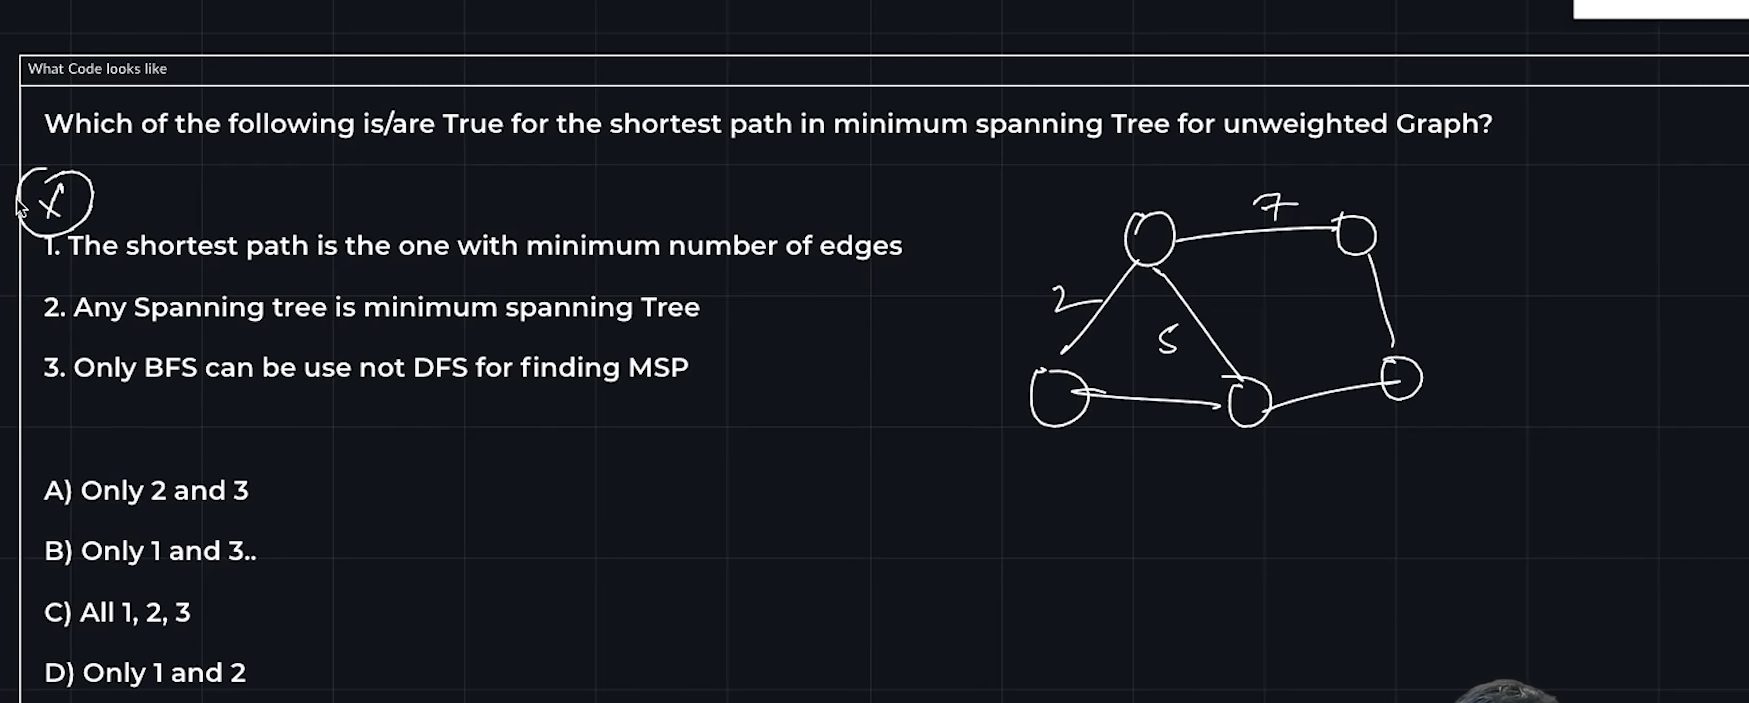 What Code looks like
Which of the following is/are True for the shortest path in minimum spanning Tree for unweighted Graph?
X
1. The shortest path is the one with minimum number of edges
2. Any Spanning tree is minimum spanning Tree
3. Only BFS can be use not DFS for finding MSP
7
2
5
A) Only 2 and 3
B) Only 1 and 3..
C) All 1, 2, 3
D) Only 1 and 2